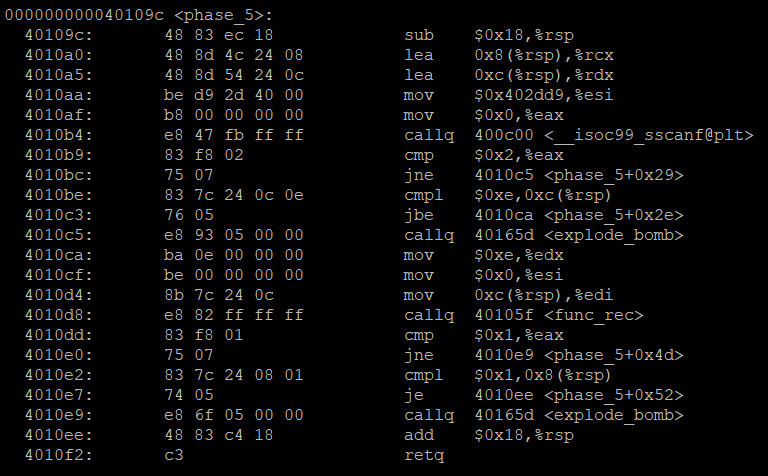 000000000040109c <phase_5>:
40109c: 48 83 ec 18 sub $0x18,%rsp
4010a0: 48 8d 4c 24 08 lea 0x8(%rsp),%rcx
4010a5: 48 8d 54 24 0c lea 0xc(%rsp),%rdx
4010aa: be d9 2d 40 00 mov $0x402dd9,%esi
4010af: b8 00 00 00 00 mov $0x0,%eax
4010b4: e8 47 fb ff ff callq 400c00 <__isoc99_sscanf@plt>
4010b9: 83 f8 02 cmp $0x2,%eax
4010bc: 75 07 jne 4010c5 <phase_5+0x29>
4010be: 83 7c 24 0c 0e cmpl $0xe,0xc(%rsp)
4010c3: 76 05 jbe 4010ca <phase_5+0x2e>
4010c5: e8 93 05 00 00 callq 40165d <explode_bomb>
4010ca: ba 0e 00 00 00 mov $0xe,%edx
4010cf: be 00 00 00 00 mov $0x0,%esi
4010d4: 8b 7c 24 0c mov 0xc(%rsp),%edi
4010d8: e8 82 ff ff ff callq 40105f <func_rec>
4010dd: 83 f8 01 cmp $0x1,%eax
4010e0: 75 07 jne 4010e9 <phase_5+0x4d>
4010e2: 83 7c 24 08 01 cmpl $0x1,0x8(%rsp)
4010e7: 74 05 je 4010ee <phase_5+0x52>
4010e9: e8 6f 05 00 00 callq 40165d <explode_bomb>
4010ee: 48 83 c4 18 add $0x18,%rsp
4010f2: c3 retq